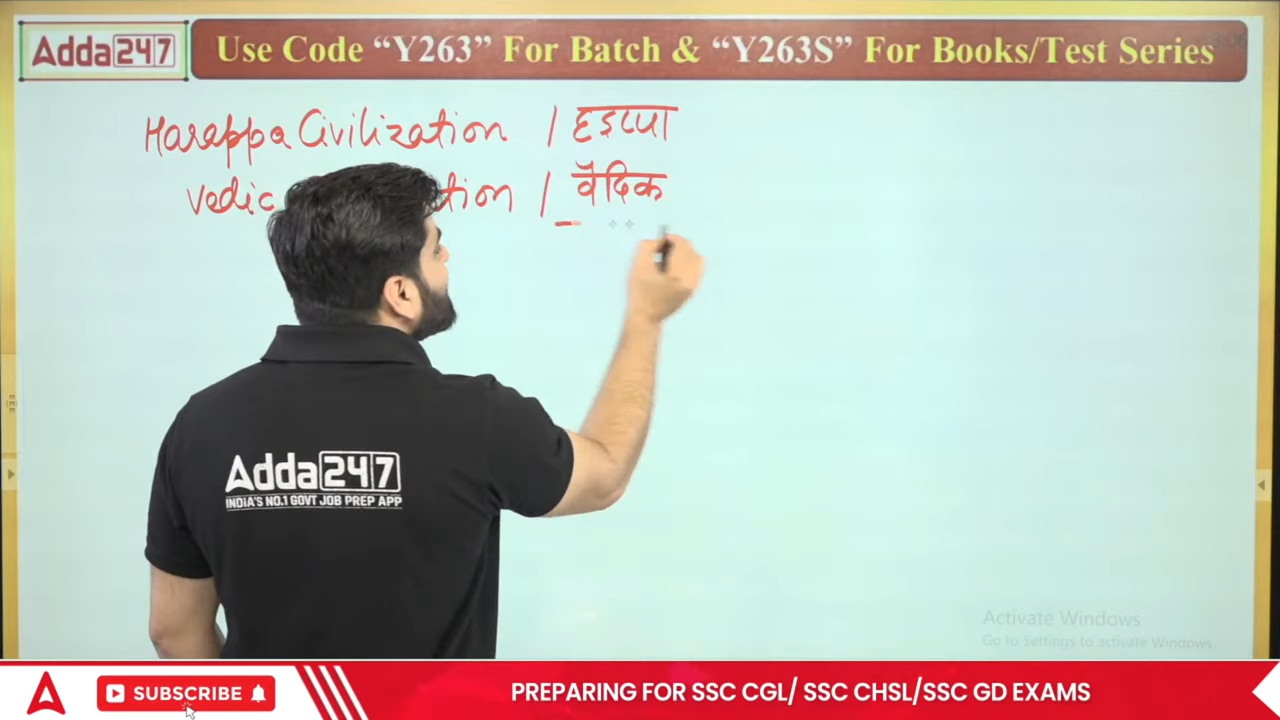 Adda247
Use Code “Y263” For Batch & “Y263S” For Books/Test Series
Harappa Civilization / हड़प्पा
Vedic tion / वैदिक
Adda247
INDIA'S NO.1 GOVT JOB PREP APP
Activate Windows
Go to Settings to activate Windows.
SUBSCRIBE
PREPARING FOR SSC CGL/ SSC CHSL/SSC GD EXAMS